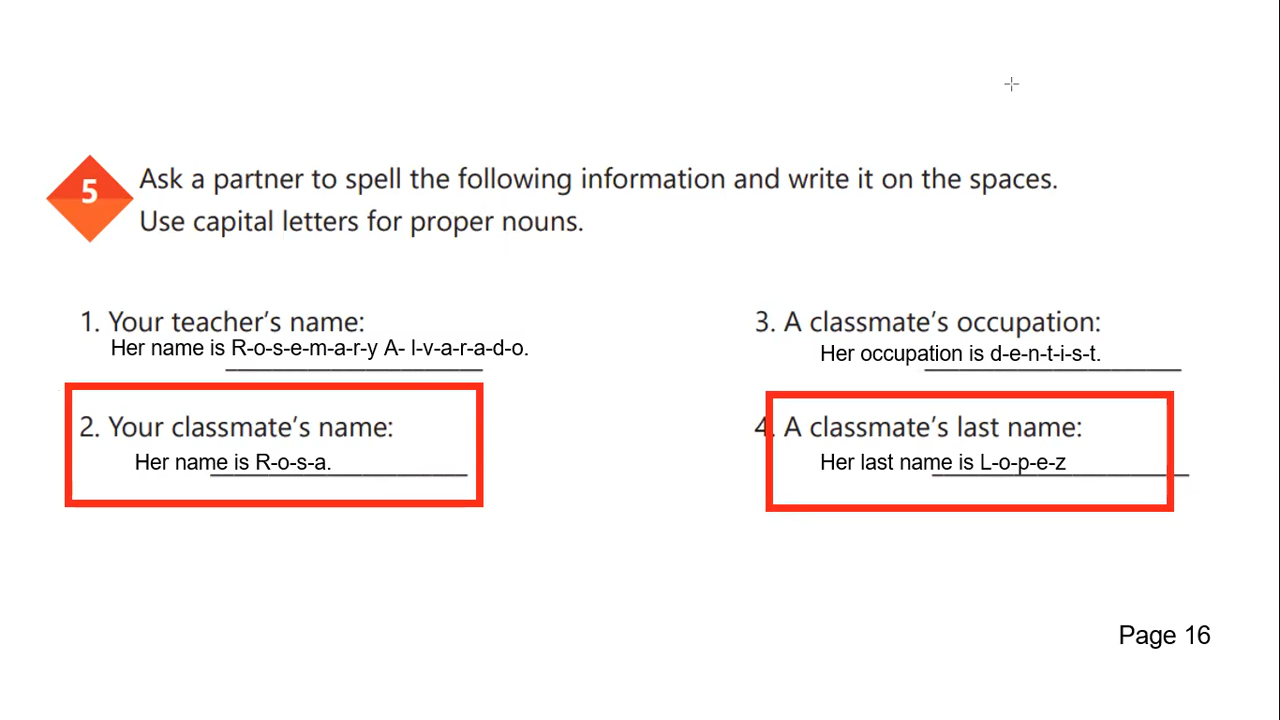 5
Ask a partner to spell the following information and write it on the spaces.
Use capital letters for proper nouns.
1. Your teacher's name:
Her name is R-o-s-e-m-a-r-y A- l-v-a-r-a-d-o.
2. Your classmate's name:
Her name is R-o-s-a.
3. A classmate's occupation:
Her occupation is d-e-n-t-i-s-t.
4. A classmate's last name:
Her last name is L-o-p-e-z
Page 16